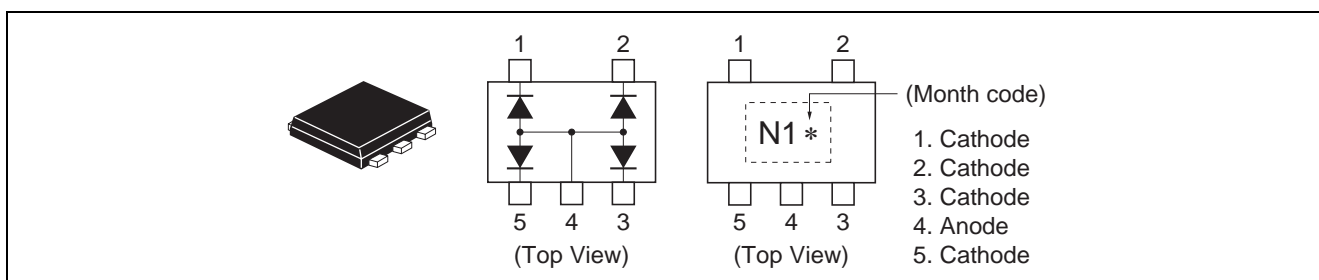 1 2
5 4 3
(Top View)
1 2
N1 *
5 4 3
(Top View)
(Month code)
1. Cathode
2. Cathode
3. Cathode
4. Anode
5. Cathode